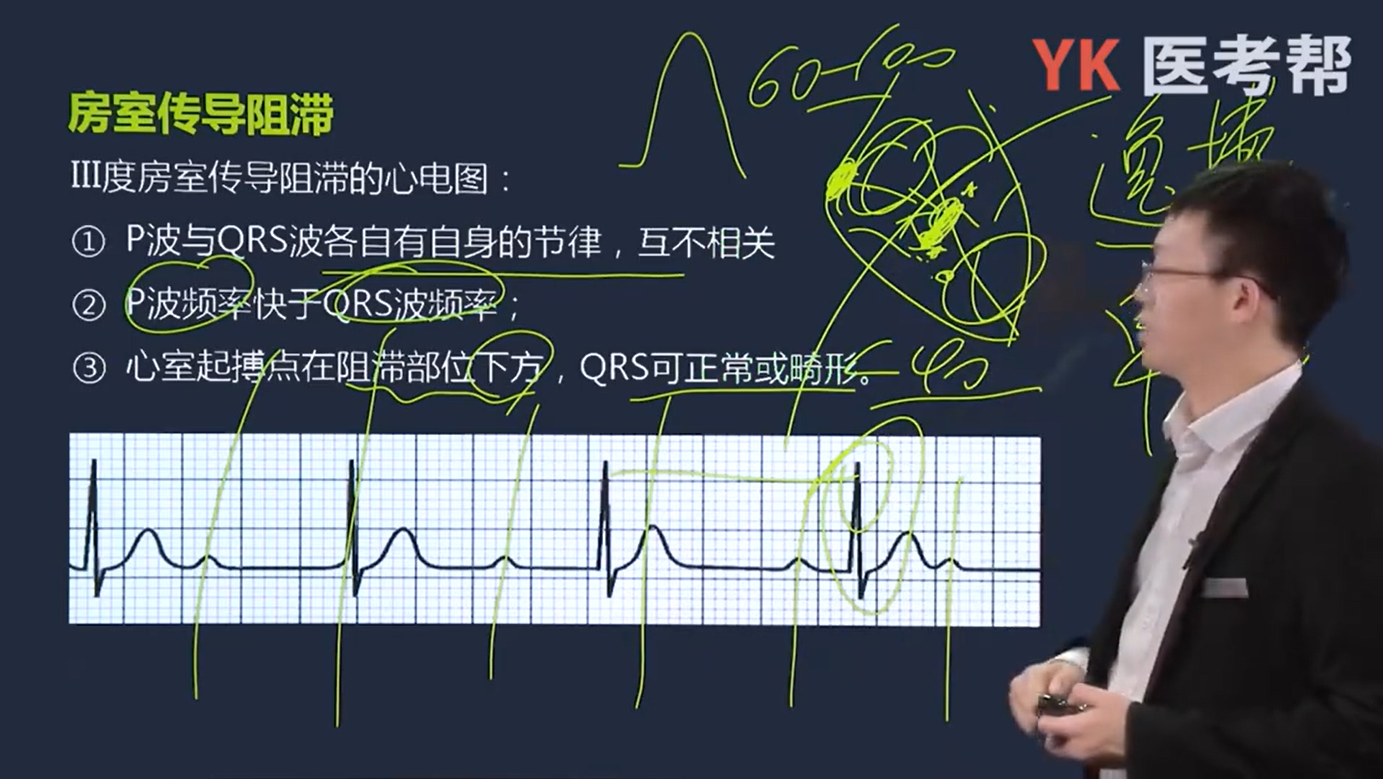 YK 医考帮
60-100
房室传导阻滞
III度房室传导阻滞的心电图：
① P波与QRS波各自有自身的节律，互不相关
② P波频率快于QRS波频率；
③ 心室起搏点在阻滞部位下方，QRS可正常或畸形。
40